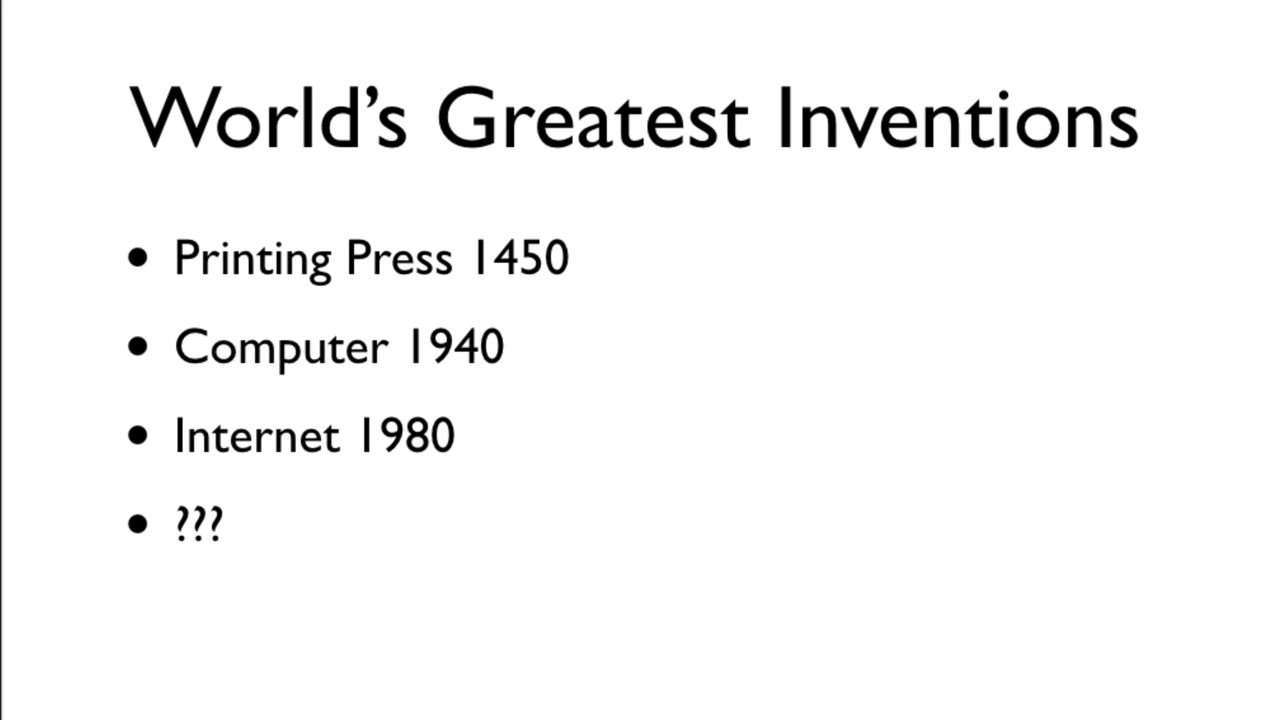 World’s Greatest Inventions
• Printing Press 1450
• Computer 1940
• Internet 1980
• ???